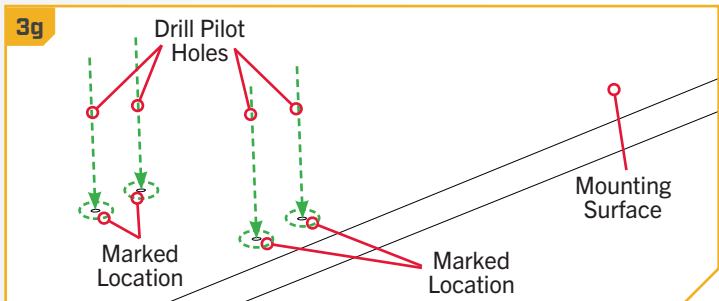 3g
Drill Pilot
Holes
Mounting
Surface
Marked
Location
Marked
Location